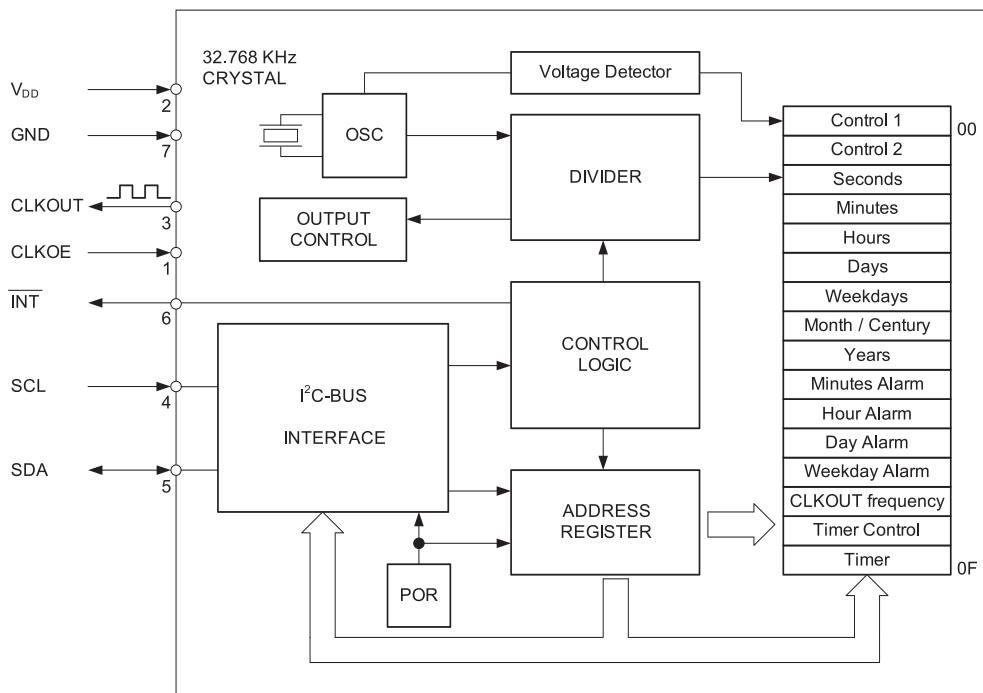 32.768 KHz
CRYSTAL
Voltage Detector
V_DD
2
GND
7
CLKOUT
3
CLKOE
1
INT
6
SCL
4
SDA
5
OSC
DIVIDER
OUTPUT
CONTROL
CONTROL
LOGIC
I²C-BUS
INTERFACE
ADDRESS
REGISTER
POR
Control 1
00
Control 2
Seconds
Minutes
Hours
Days
Weekdays
Month / Century
Years
Minutes Alarm
Hour Alarm
Day Alarm
Weekday Alarm
CLKOUT frequency
Timer Control
Timer
0F